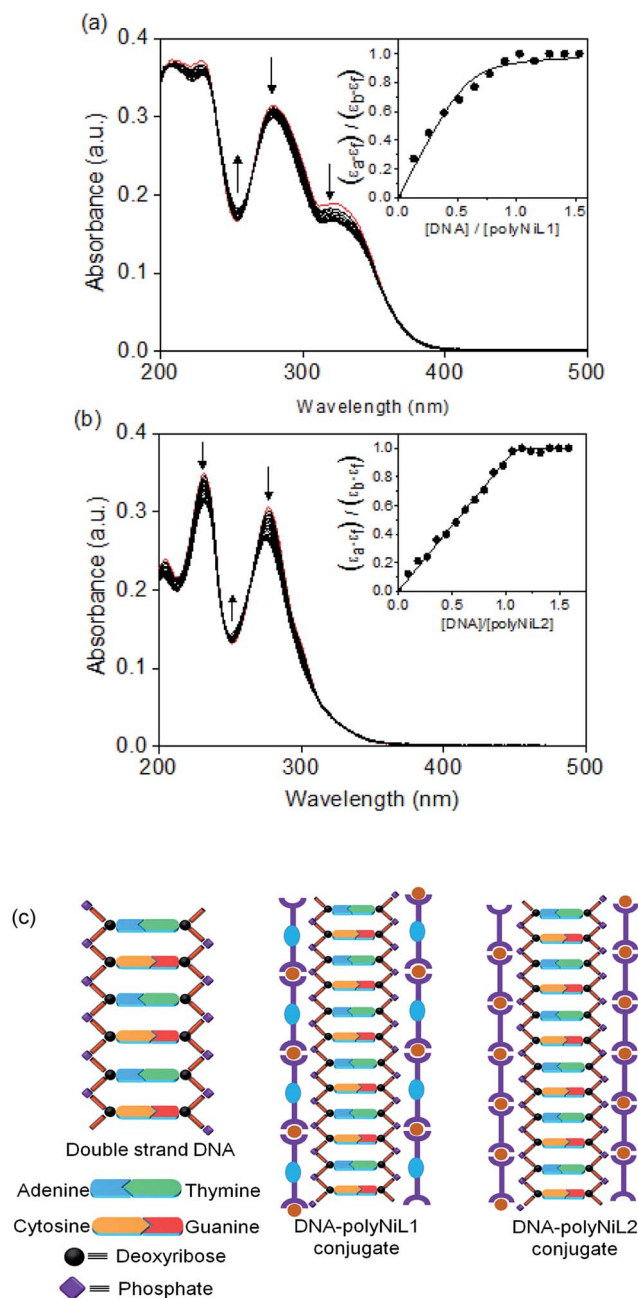 (a)
0.4
0.3
0.2
0.1
0.0
Absorbance (a.u.)
200 300 400 500
Wavelength (nm)
1.0
0.8
0.6
0.4
0.2
0.0
(εa-εf) / (εb-εf)
0.0 0.5 1.0 1.5
[DNA] / [polyNiL1]
(b)
0.4
0.3
0.2
0.1
0.0
Absorbance (a.u.)
200 300 400 500
Wavelength (nm)
1.0
0.8
0.6
0.4
0.2
0.0
(εa-εf) / (εb-εf)
0.0 0.5 1.0 1.5
[DNA]/[polyNiL2]
(c)
Double strand DNA
Adenine Thymine
Cytosine Guanine
Deoxyribose
Phosphate
DNA-polyNiL1
conjugate
DNA-polyNiL2
conjugate